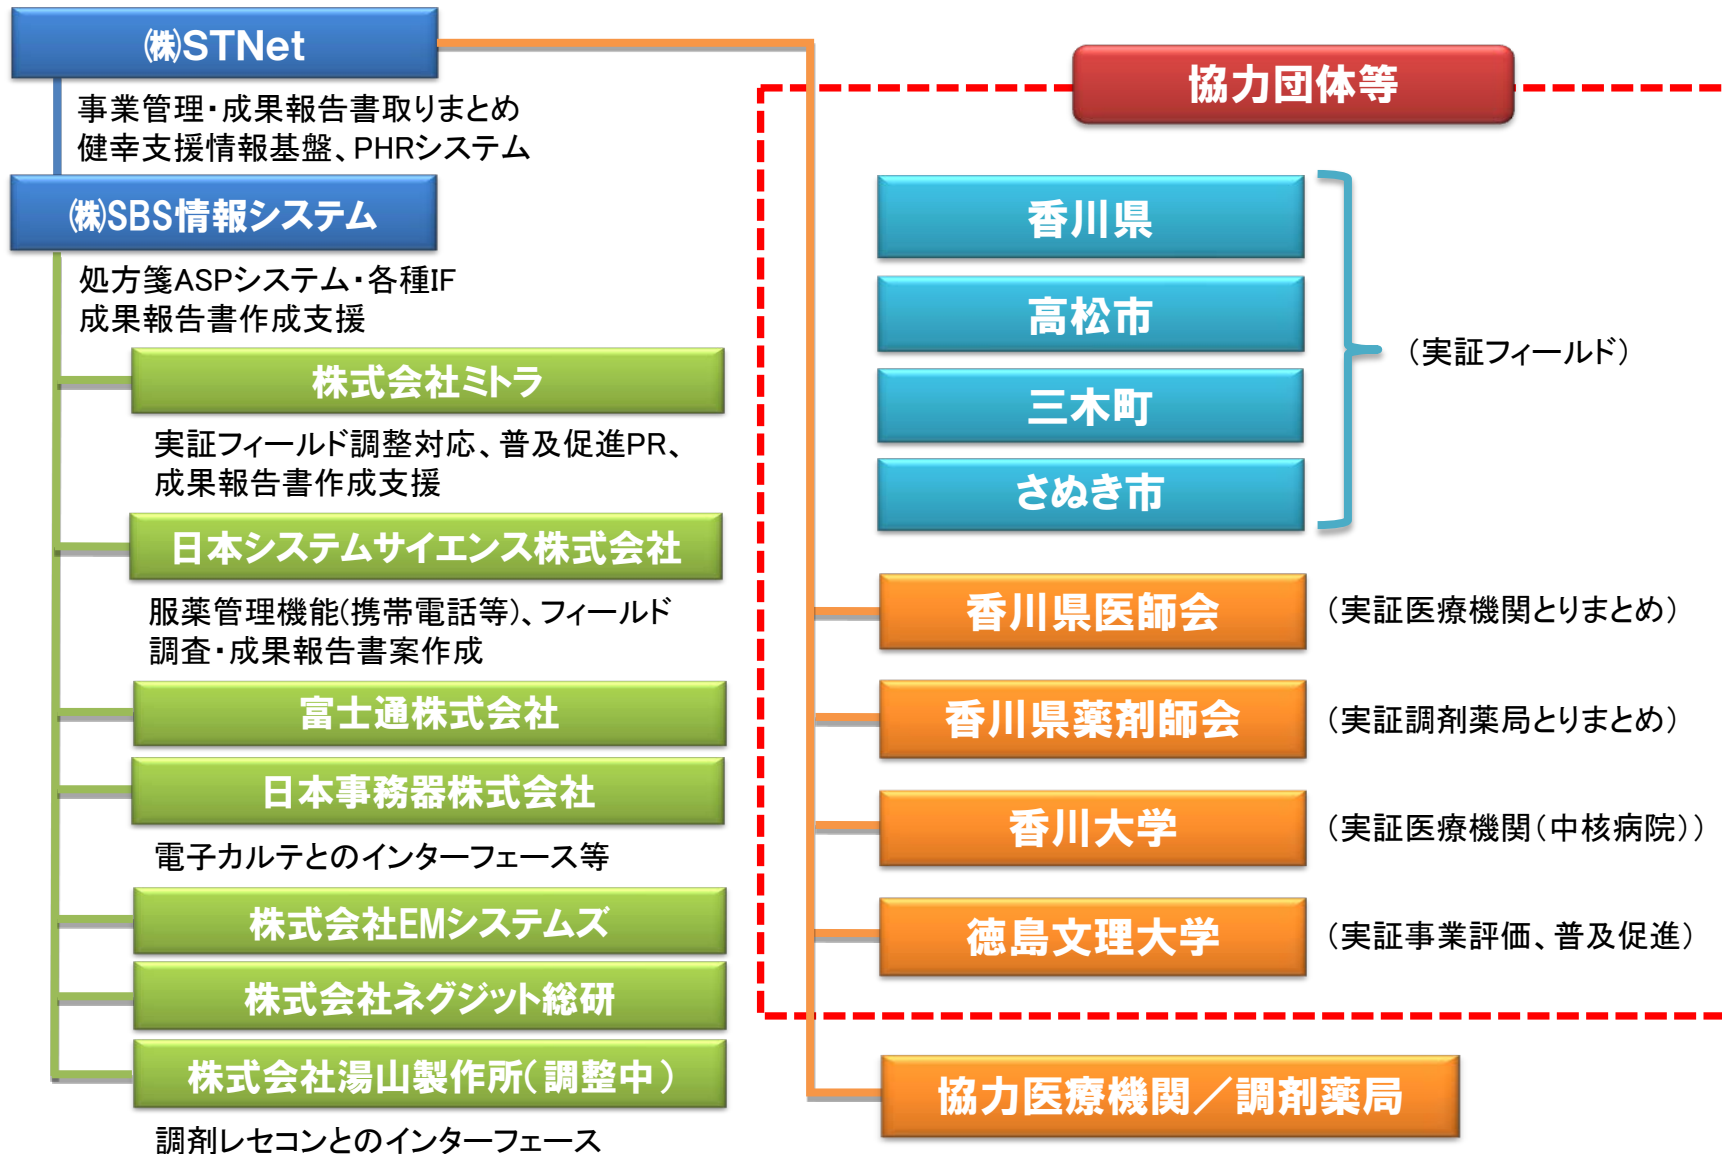 ㈱STNet
事業管理・成果報告書取りまとめ
健幸支援情報基盤、PHRシステム
㈱SBS情報システム
処方箋ASPシステム・各種IF
成果報告書作成支援
株式会社ミトラ
実証フィールド調整対応、普及促進PR、
成果報告書作成支援
日本システムサイエンス株式会社
服薬管理機能(携帯電話等)、フィールド
調査・成果報告書案作成
富士通株式会社
日本事務器株式会社
電子カルテとのインターフェース等
株式会社EMシステムズ
株式会社ネグジット総研
株式会社湯山製作所（調整中）
調剤レセコンとのインターフェース
協力団体等
香川県
高松市
三木町
さぬき市
（実証フィールド）
香川県医師会
（実証医療機関とりまとめ）
香川県薬剤師会
（実証調剤薬局とりまとめ）
香川大学
（実証医療機関（中核病院））
徳島文理大学
（実証事業評価、普及促進）
協力医療機関／調剤薬局